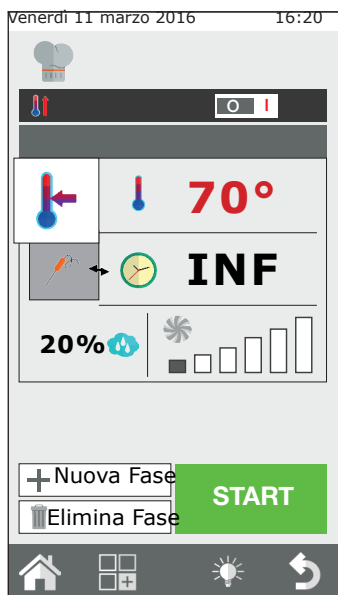 Venerdì 11 marzo 2016 16:20
O I
70°
INF
20%
Nuova Fase
START
Elimina Fase